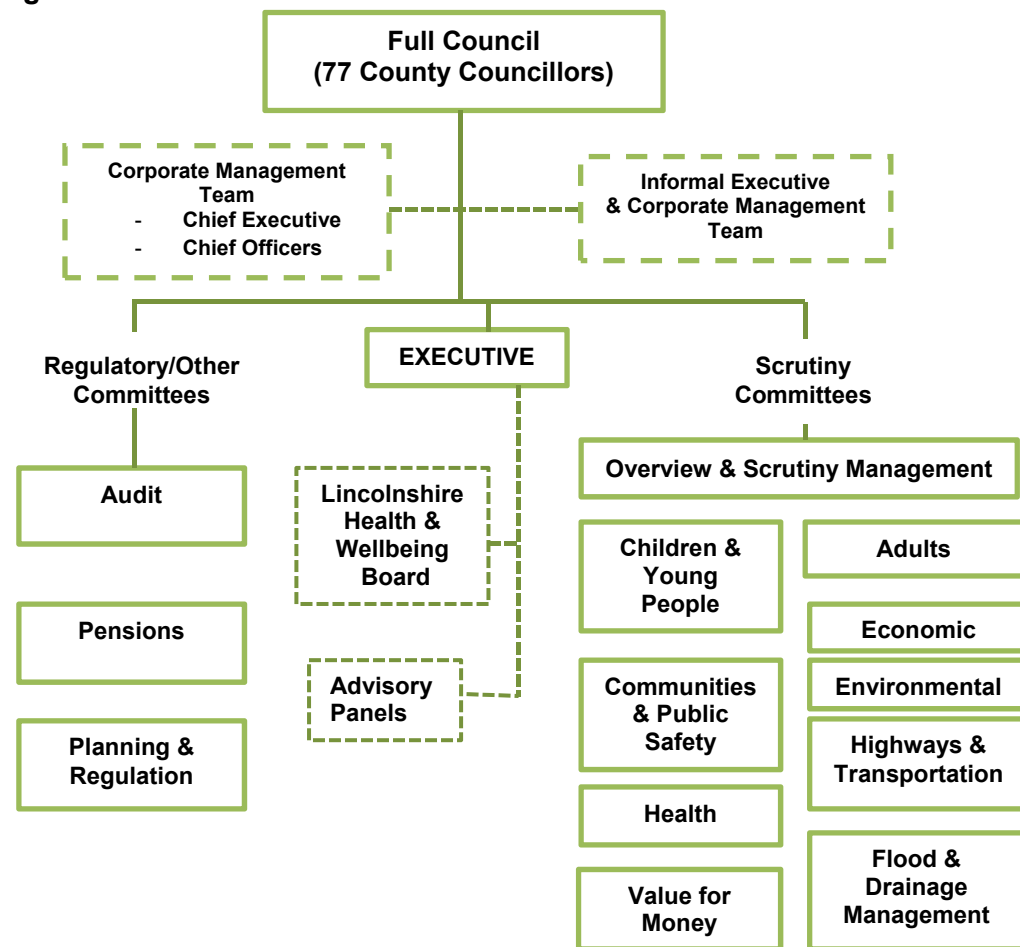 Full Council
(77 County Councillors)
Corporate Management
Team
- Chief Executive
- Chief Officers
Informal Executive
& Corporate Management
Team
Regulatory/Other
Committees
EXECUTIVE
Scrutiny
Committees
Audit
Pensions
Planning &
Regulation
Lincolnshire
Health &
Wellbeing
Board
Advisory
Panels
Overview & Scrutiny Management
Children &
Young
People
Adults
Economic
Communities
& Public
Safety
Environmental
Highways &
Transportation
Health
Flood &
Drainage
Management
Value for
Money